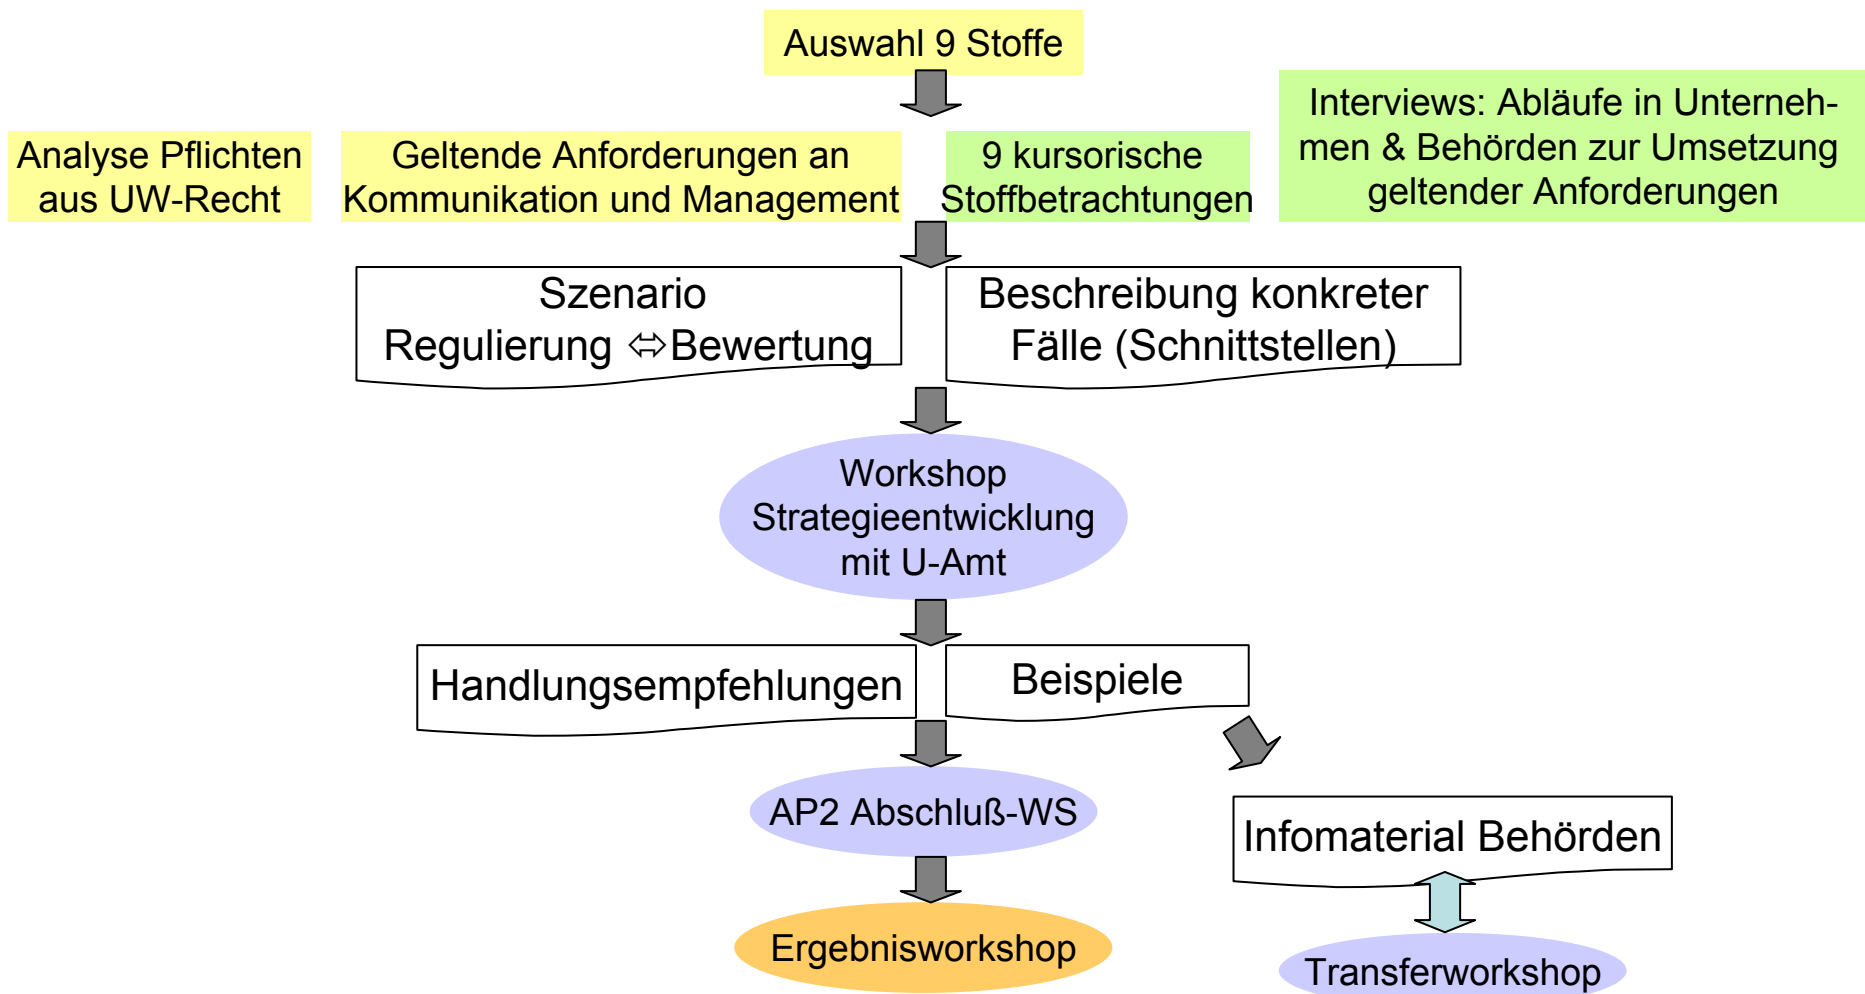 Auswahl 9 Stoffe
Analyse Pflichten
aus UW-Recht
Geltende Anforderungen an
Kommunikation und Management
9 kursorische
Stoffbetrachtungen
Interviews: Abläufe in Unterneh-
men & Behörden zur Umsetzung
geltender Anforderungen
Szenario
Regulierung ⇔ Bewertung
Beschreibung konkreter
Fälle (Schnittstellen)
Workshop
Strategieentwicklung
mit U-Amt
Handlungsempfehlungen
Beispiele
AP2 Abschluß-WS
Infomaterial Behörden
Ergebnisworkshop
Transferworkshop